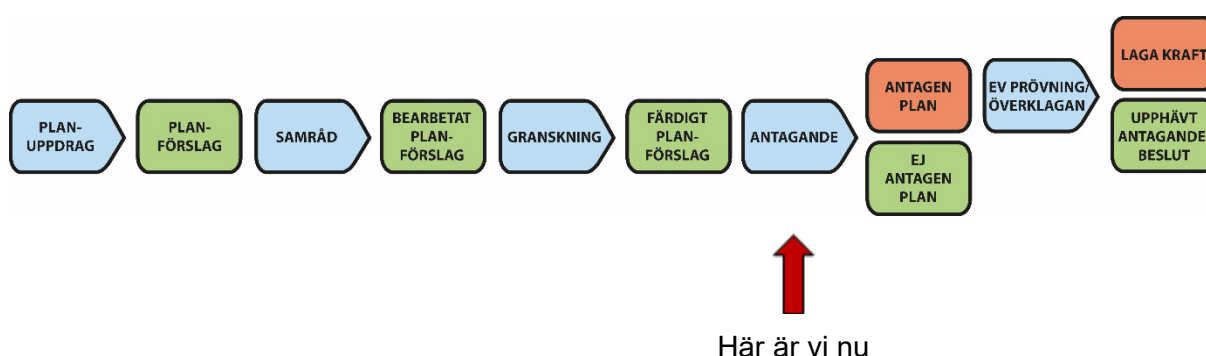 PLAN-
UPPDRAG
PLAN-
FÖRSLAG
SAMRÅD
BEARBETAT
PLAN-
FÖRSLAG
GRANSKNING
FÄRDIGT
PLAN-
FÖRSLAG
ANTAGANDE
ANTAGEN
PLAN
EJ
ANTAGEN
PLAN
EV PRÖVNING/
ÖVERKLAGAN
LAGA KRAFT
UPPHÄVT
ANTAGANDE
BESLUT
Här är vi nu